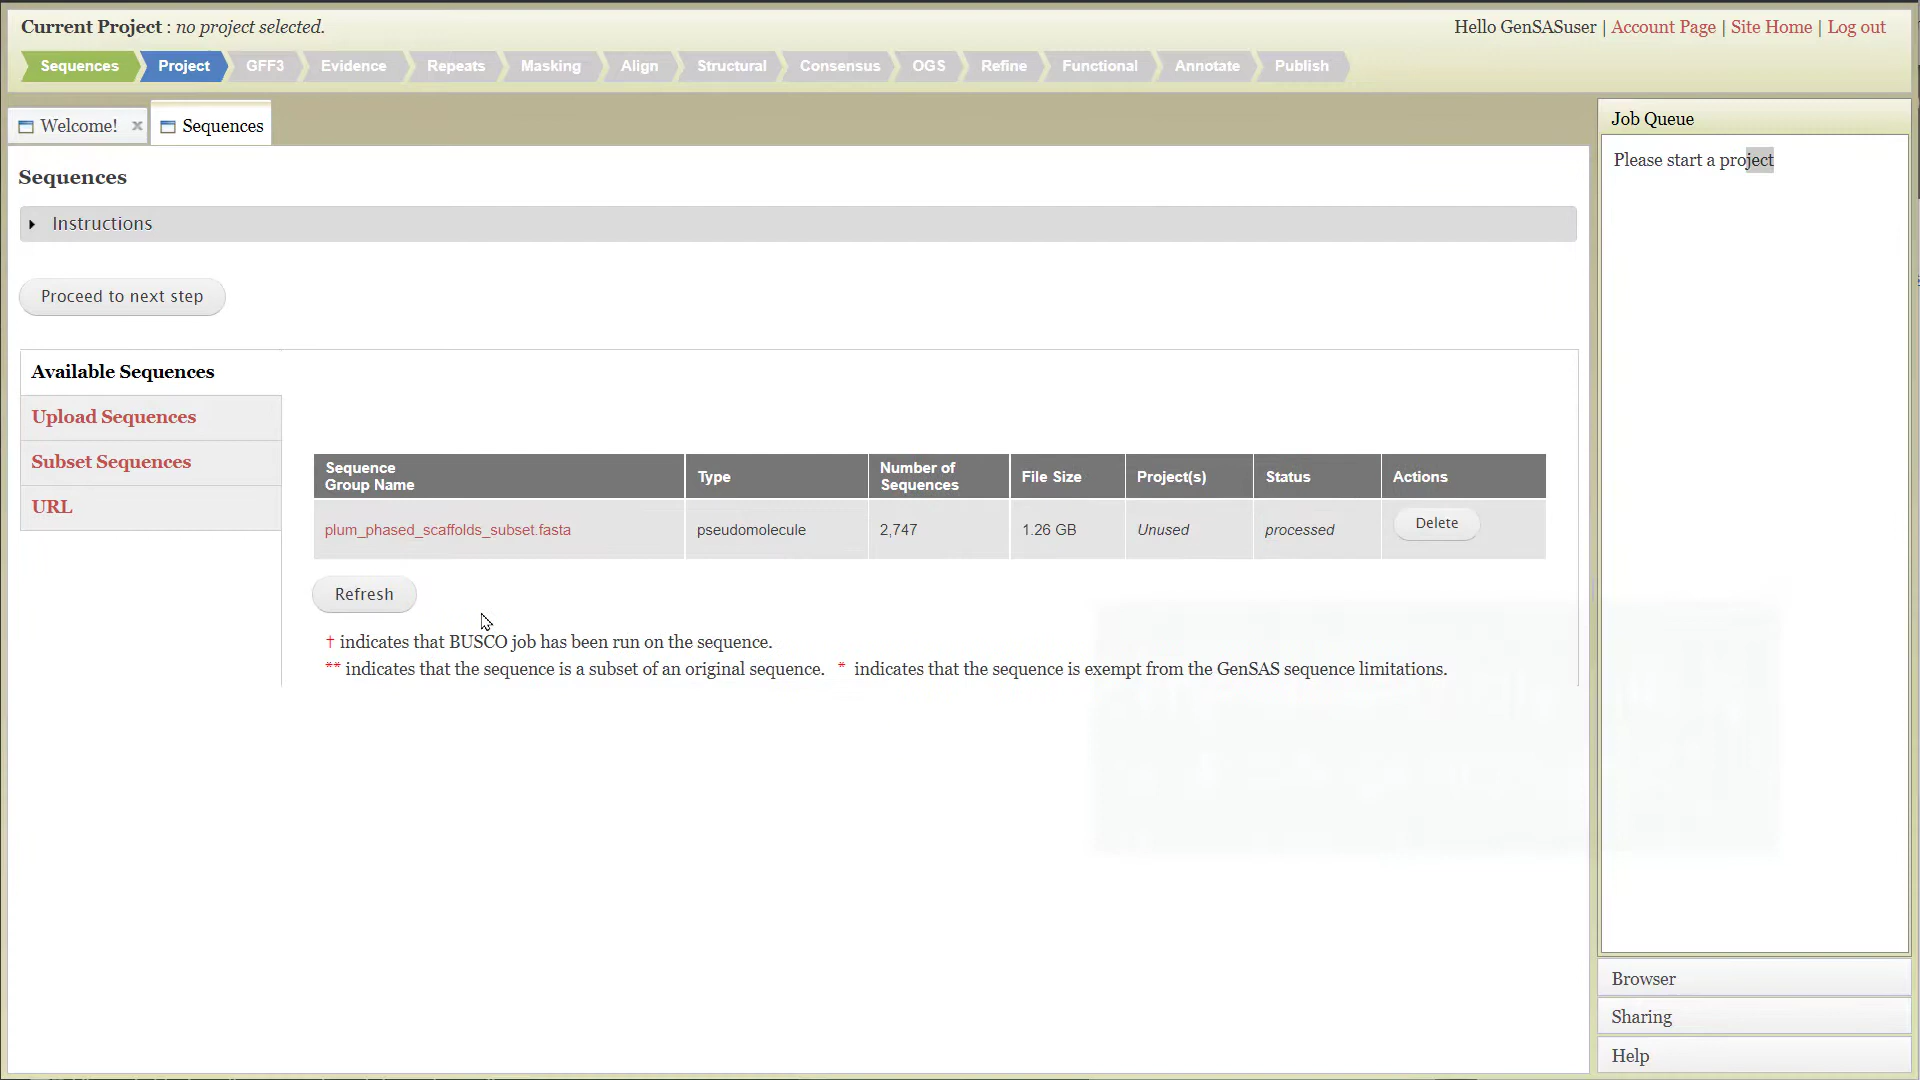 Current Project : no project selected.
Hello GenSASuser | Account Page | Site Home | Log out
Sequences Project GFF3 Evidence Repeats Masking Align Structural Consensus OGS Refine Functional Annotate Publish
Welcome! Sequences
Job Queue
Please start a project
Sequences
Instructions
Proceed to next step
Available Sequences
Upload Sequences
Subset Sequences
URL
Sequence
Group Name
Type
Number of
Sequences
File Size
Project(s)
Status
Actions
plum_phased_scaffolds_subset.fasta pseudomolecule 2,747 1.26 GB Unused processed Delete
Refresh
† indicates that BUSCO job has been run on the sequence.
** indicates that the sequence is a subset of an original sequence. * indicates that the sequence is exempt from the GenSAS sequence limitations.
Browser
Sharing
Help